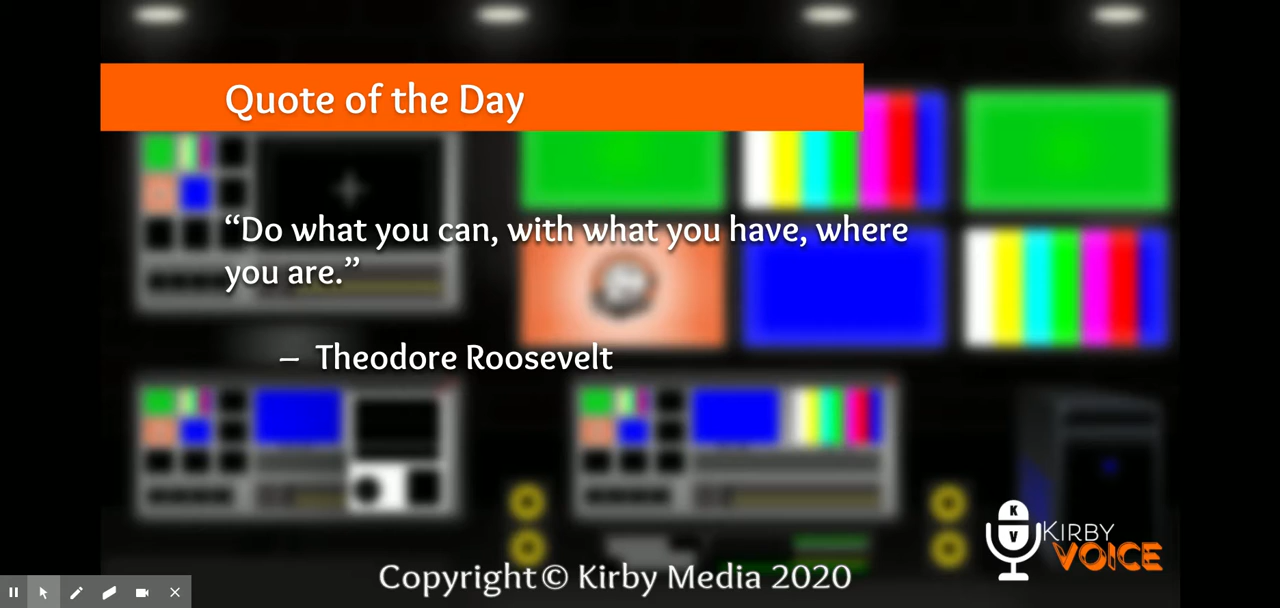 Quote of the Day
“Do what you can, with what you have, where
you are.”
– Theodore Roosevelt
K
V
KIRBY
VOICE
Copyright© Kirby Media 2020